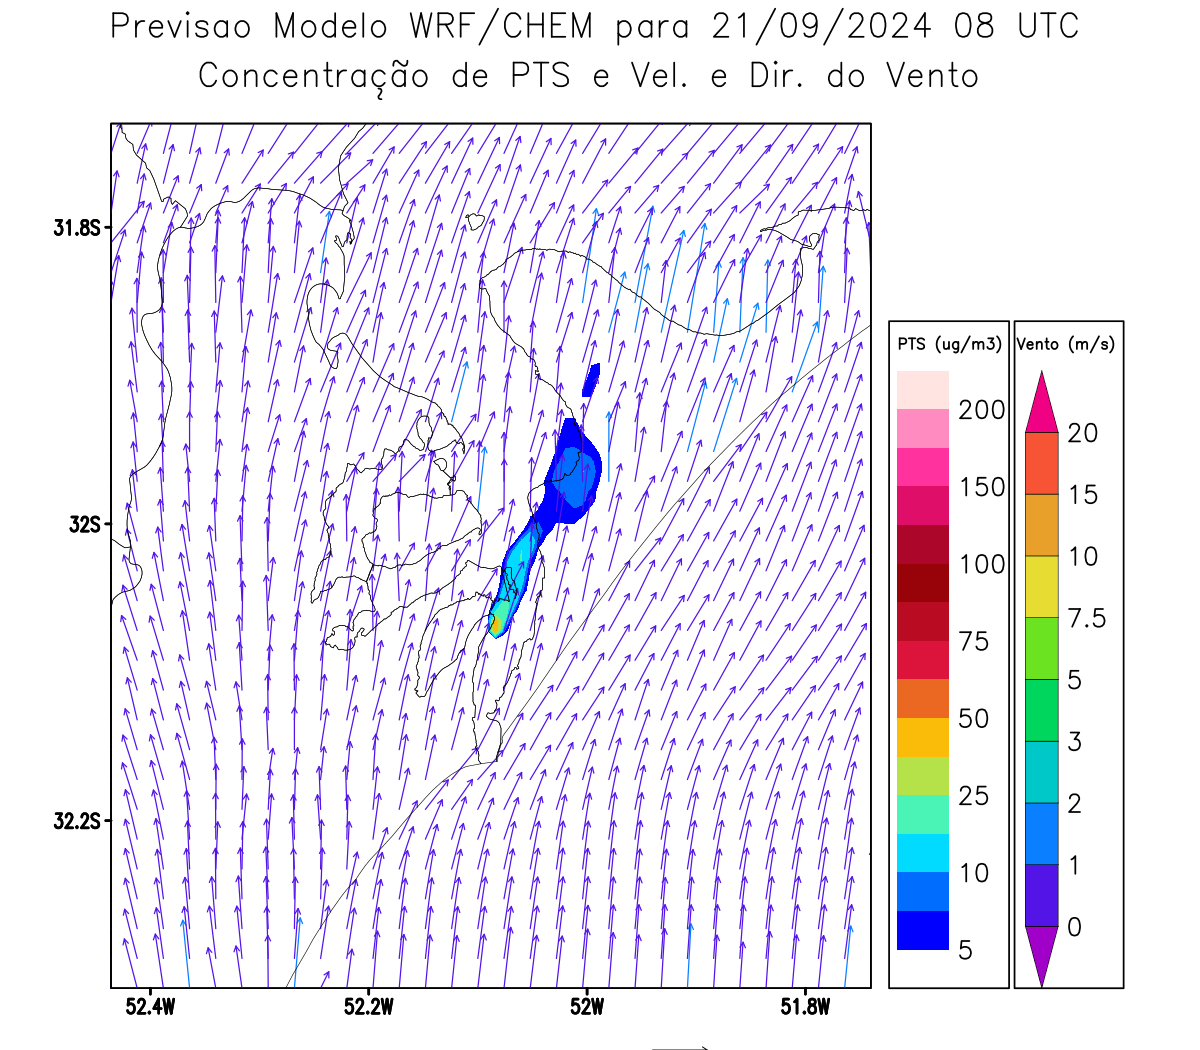 Previsao Modelo WRF/CHEM para 21/09/2024 08 UTC
Concentração de PTS e Vel. e Dir. do Vento
31.8S
32S
32.2S
52.4W
52.2W
52W
51.8W
PTS (ug/m3)
200
150
100
75
50
25
10
5
Vento (m/s)
20
15
10
7.5
5
3
2
1
0